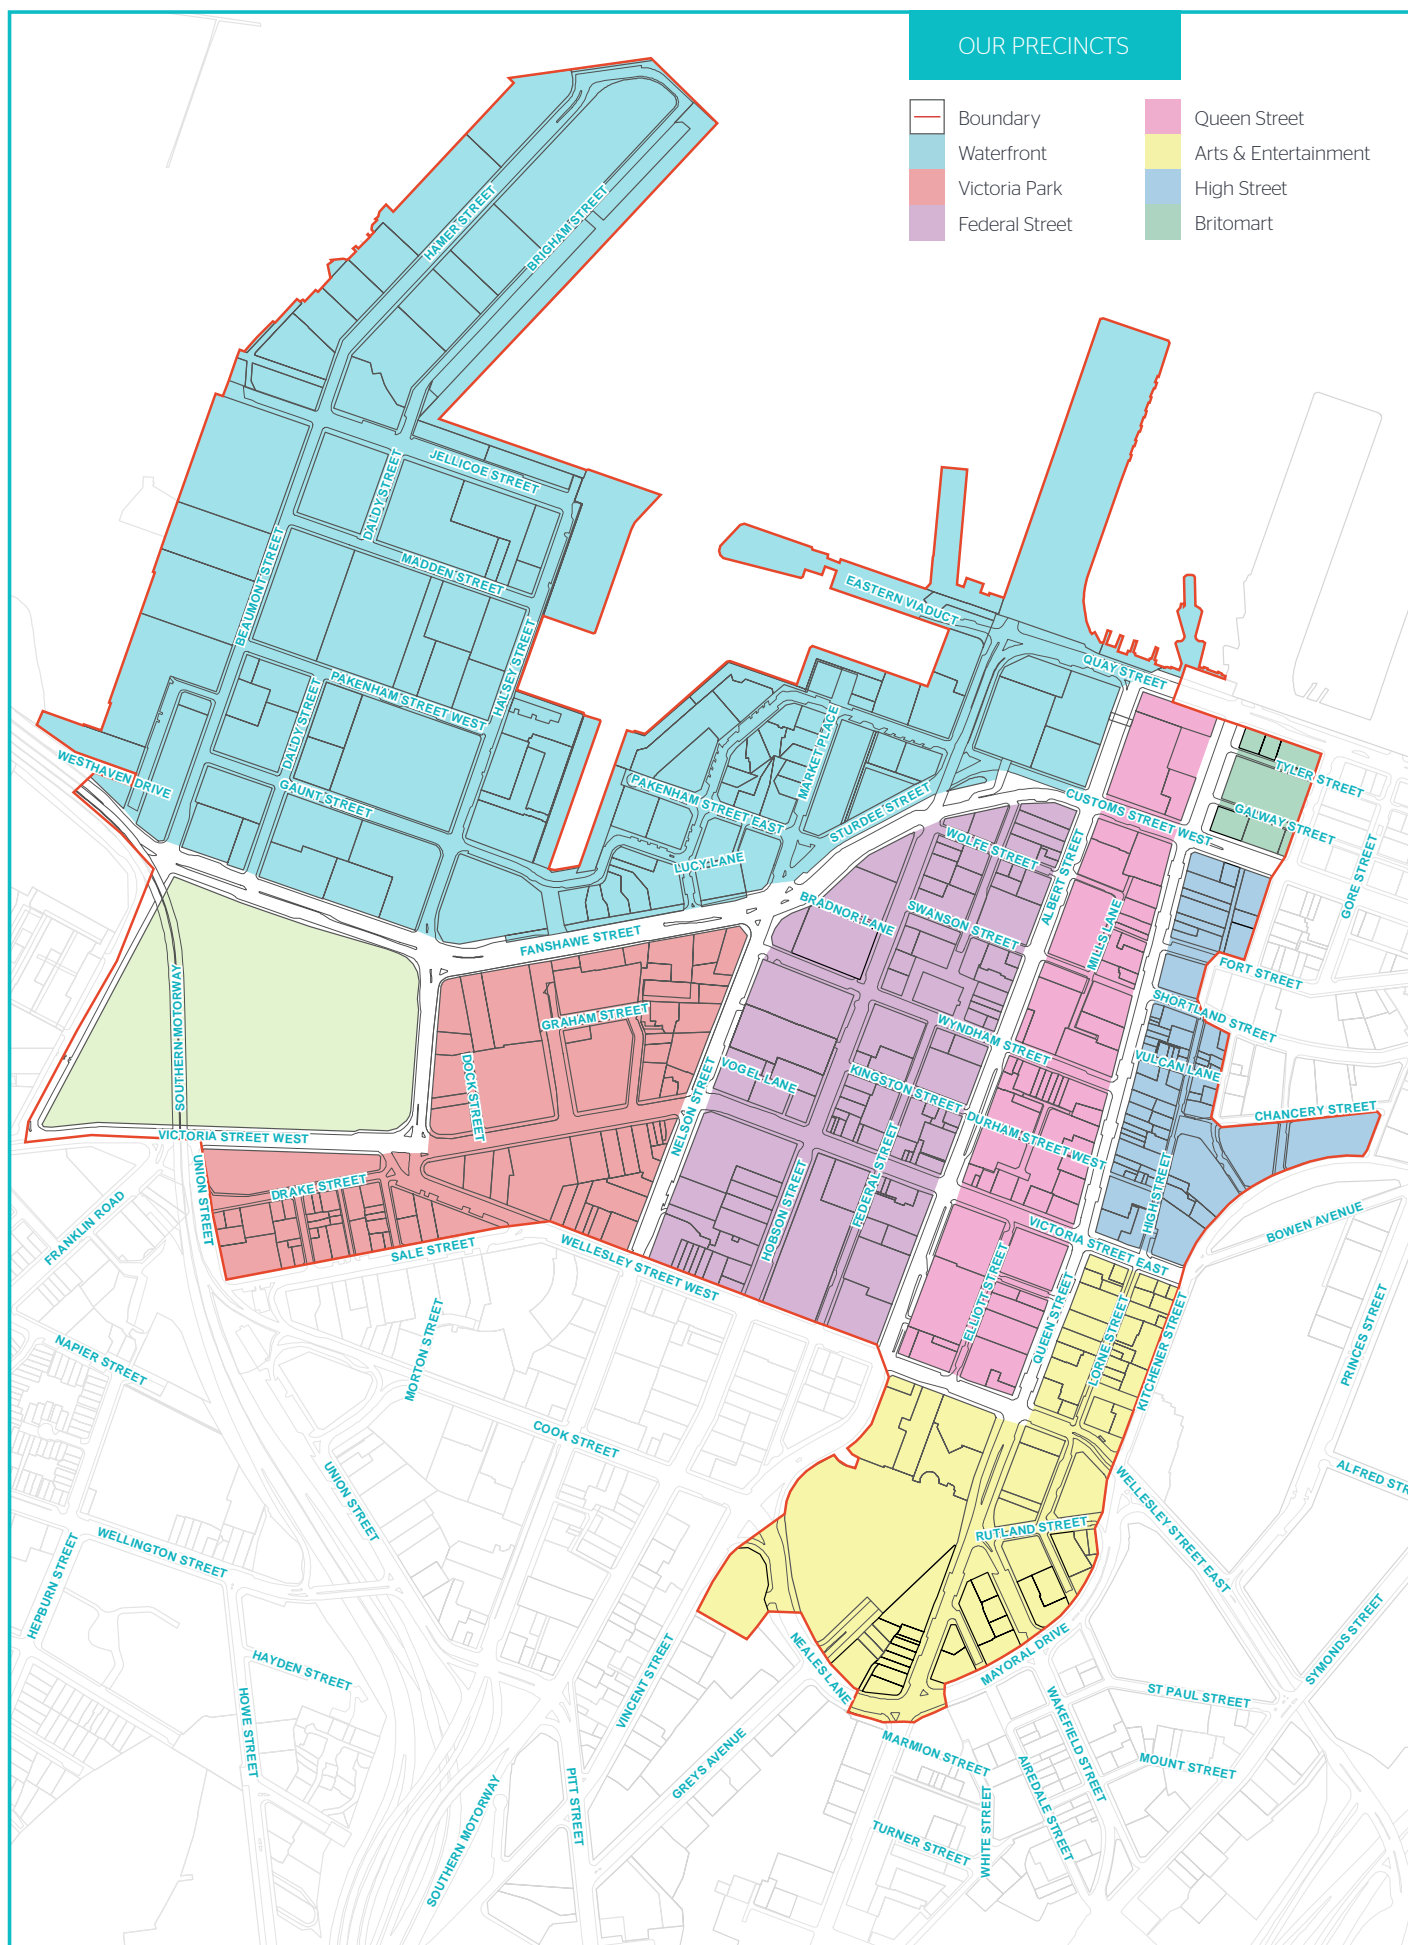 OUR PRECINCTS
Boundary
Waterfront
Victoria Park
Federal Street
Queen Street
Arts & Entertainment
High Street
Britomart
HAMER STREET
BRIGHAM STREET
JELLICOE STREET
DALDY STREET
MADDEN STREET
BEAUMONT STREET
HALSEY STREET
PAKENHAM STREET WEST
DALDY STREET
GAUNT STREET
WESTHAVEN DRIVE
EASTERN VIADUCT
QUAY STREET
MARKET PLACE
PAKENHAM STREET EAST
STURDEE STREET
LUCY LANE
CUSTOMS STREET WEST
TYLER STREET
GALWAY STREET
GORE STREET
WOLFE STREET
ALBERT STREET
BRADNOR LANE
SWANSON STREET
MILLS LANE
FANSHAWE STREET
FORT STREET
SHORTLAND STREET
SOUTHERN MOTORWAY
GRAHAM STREET
DOCK STREET
NELSON STREET
VOGEL LANE
WYNDHAM STREET
KINGSTON STREET
VULCAN LANE
DURHAM STREET WEST
CHANCERY STREET
VICTORIA STREET WEST
UNION STREET
DRAKE STREET
FRANKLIN ROAD
SALE STREET
WELLESLEY STREET WEST
HOBSON STREET
FEDERAL STREET
HIGH STREET
VICTORIA STREET EAST
BOWEN AVENUE
ELLIOTT STREET
QUEEN STREET
LORNE STREET
KITCHENER STREET
PRINCES STREET
NAPIER STREET
MORTON STREET
COOK STREET
UNION STREET
WELLINGTON STREET
HEPBURN STREET
ALFRED STR
WELLESLEY STREET EAST
RUTLAND STREET
HAYDEN STREET
HOWE STREET
VINCENT STREET
NEALES LANE
MAYORAL DRIVE
SYMONDS STREET
ST PAUL STREET
WAKEFIELD STREET
MOUNT STREET
AIREDALE STREET
MARMION STREET
GREYS AVENUE
PITT STREET
SOUTHERN MOTORWAY
TURNER STREET
WHITE STREET